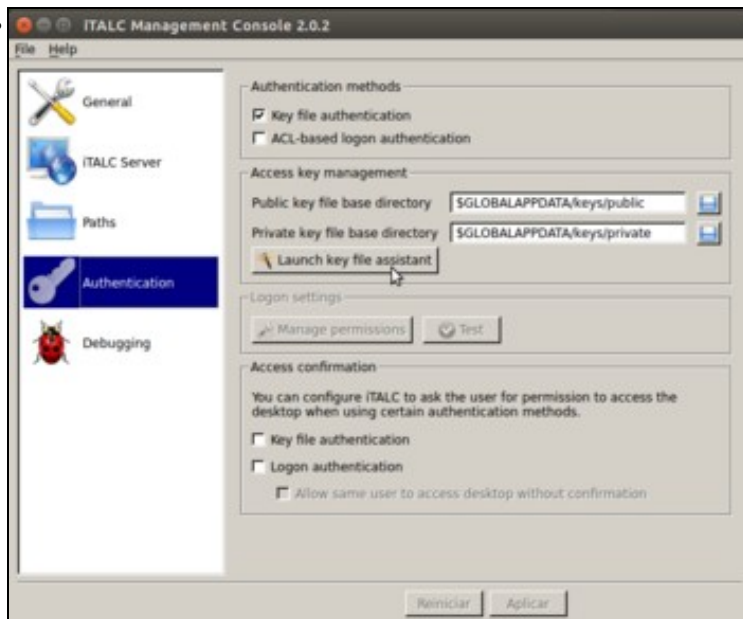 iTALC Management Console 2.0.2
File Help
General
iTALC Server
Paths
Authentication
Debugging
Authentication methods
Key file authentication
ACL-based logon authentication
Access key management
Public key file base directory $GLOBALAPPDATA/keys/public
Private key file base directory $GLOBALAPPDATA/keys/private
Launch key file assistant
Logon settings
Manage permissions Test
Access confirmation
You can configure iTALC to ask the user for permission to access the
desktop when using certain authentication methods.
Key file authentication
Logon authentication
Allow same user to access desktop without confirmation
Reiniciar Aplicar